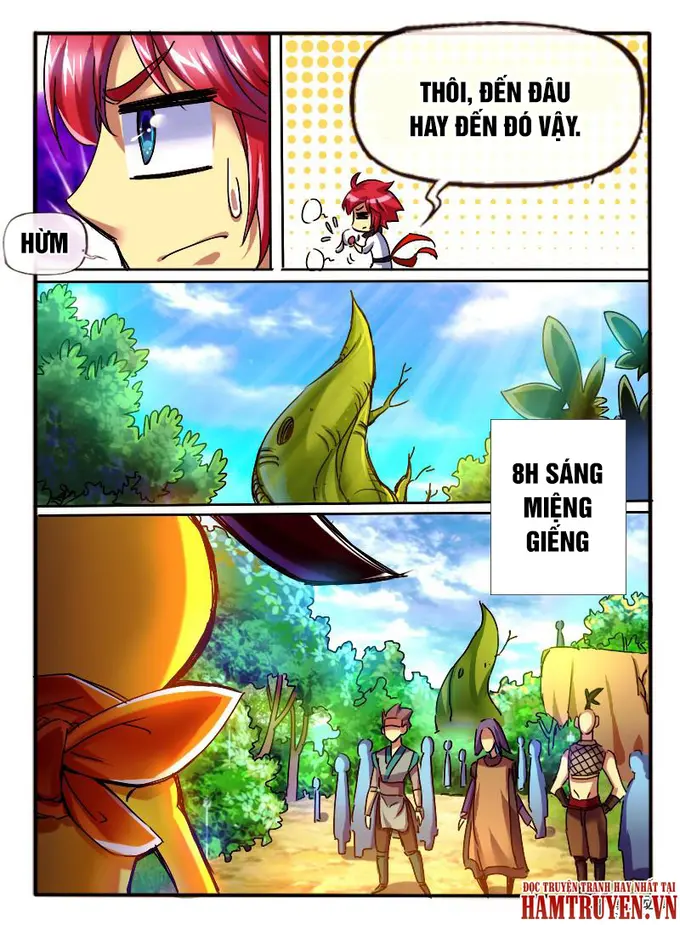 THÔI, ĐẾN ĐÂU
HAY ĐẾN ĐÓ VẬY.
HỪM
8H SÁNG
MIỆNG
GIẾNG
ĐỌC TRUYỆN TRANH HAY NHẤT TẠI
HAMTRUYEN.VN